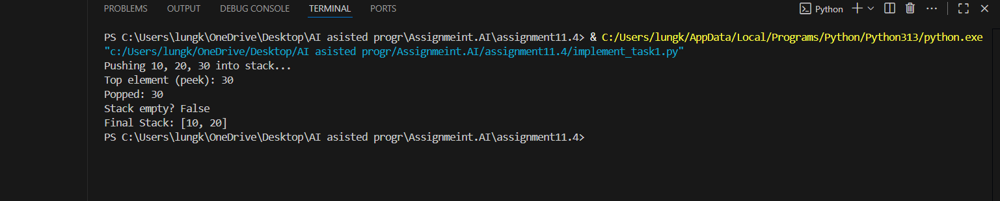 PROBLEMS OUTPUT DEBUG CONSOLE TERMINAL PORTS Python
PS C:\Users\lungk\OneDrive\Desktop\AI asisted progr\Assignmeint.AI\assignment11.4> & C:/Users/lungk/AppData/Local/Programs/Python/Python313/python.exe
"c:/Users/lungk/OneDrive/Desktop/AI asisted progr/Assignmeint.AI/assignment11.4/implement_task1.py"
Pushing 10, 20, 30 into stack...
Top element (peek): 30
Popped: 30
Stack empty? False
Final Stack: [10, 20]
PS C:\Users\lungk\OneDrive\Desktop\AI asisted progr\Assignmeint.AI\assignment11.4>